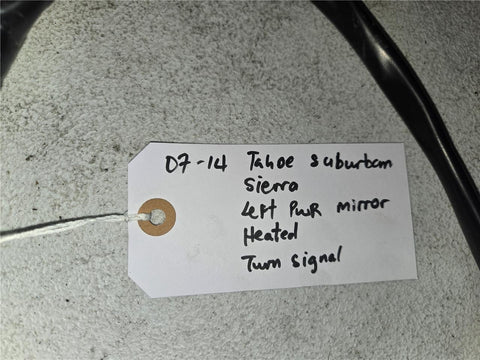 07-14 Tahoe suburban
Sierra
Left PWR mirror
Heated
Turn signal